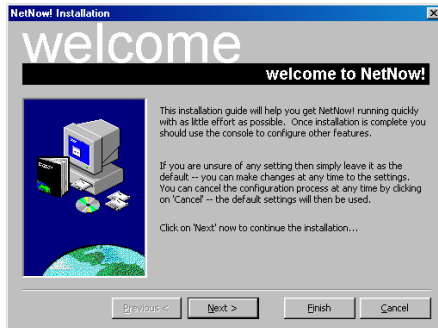 NetNow! Installation
welcome
welcome to NetNow!
This installation guide will help you get NetNow! running quickly
with as little effort as possible. Once installation is complete you
should use the console to configure other features.
If you are unsure of any setting then simply leave it as the
default -- you can make changes at any time to the settings.
You can cancel the configuration process at any time by clicking
on 'Cancel' -- the default settings will then be used.
Click on 'Next' now to continue the installation...
Previous <
Next >
Finish
Cancel